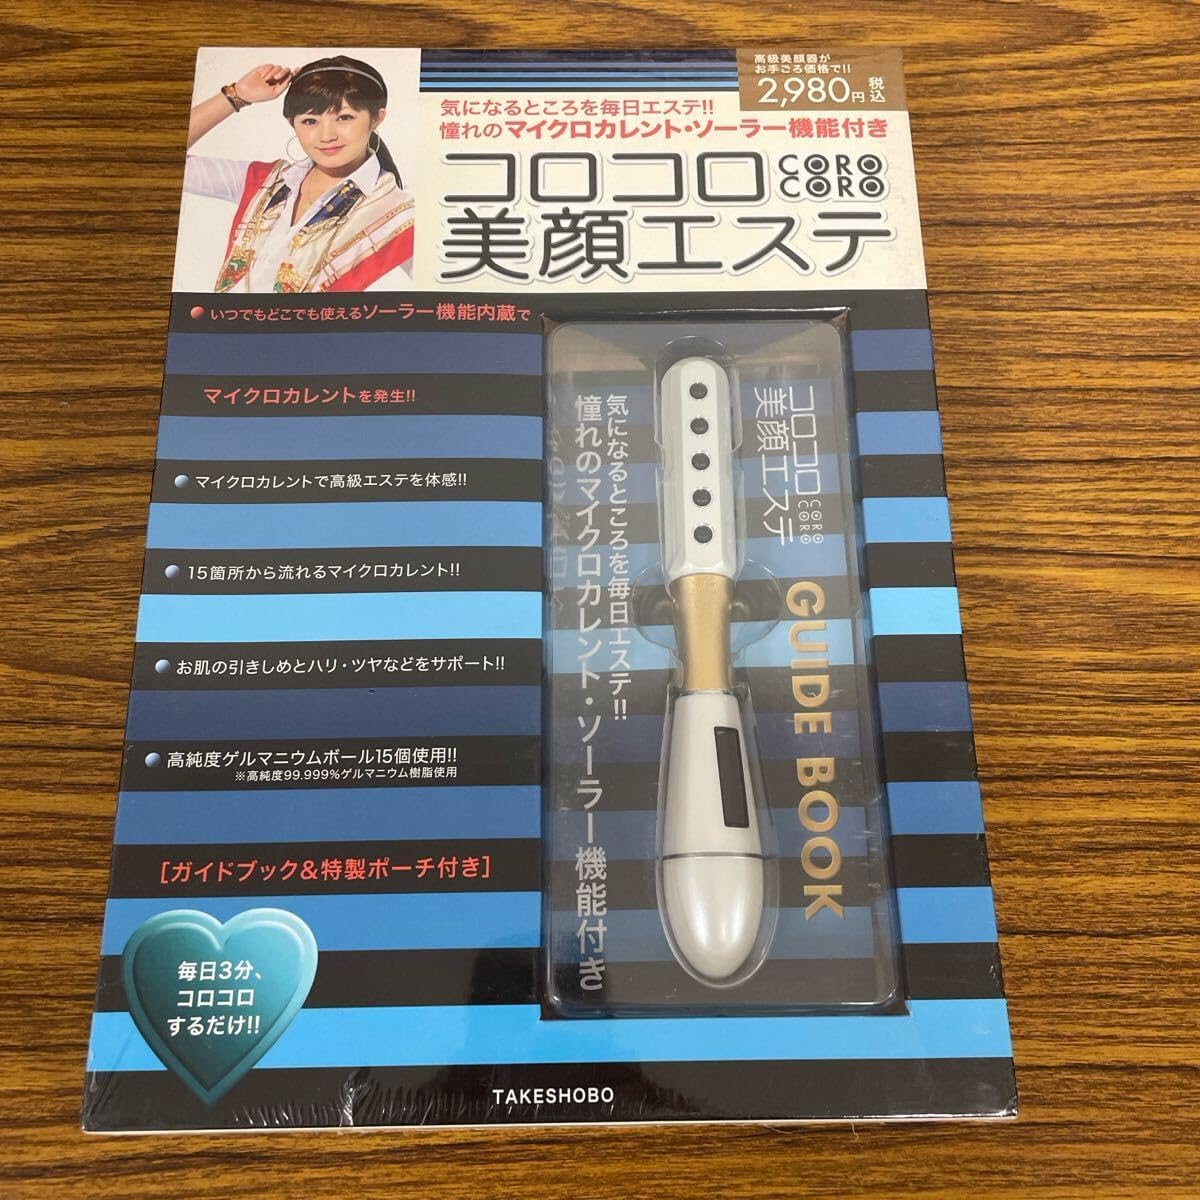 高級美顔器が
お手ごろ価格で!!
2,980円税込
気になるところを毎日エステ!!
憧れのマイクロカレント・ソーラー機能付き
コロコロ
CORO
CORO
美顔エステ
いつでもどこでも使えるソーラー機能内蔵で
マイクロカレントを発生!!
マイクロカレントで高級エステを体感!!
15箇所から流れるマイクロカレント!!
お肌の引きしめとハリ・ツヤなどをサポート!!
高純度ゲルマニウムボール15個使用!!
※高純度99.999%ゲルマニウム樹脂使用
[ガイドブック&特製ポーチ付き]
毎日3分、
コロコロ
するだけ!!
コロコロ
CORO
CORO
美顔エステ
GUIDE BOOK
気になるところを毎日エステ!!
憧れのマイクロカレント・ソーラー機能付き
TAKESHOBO